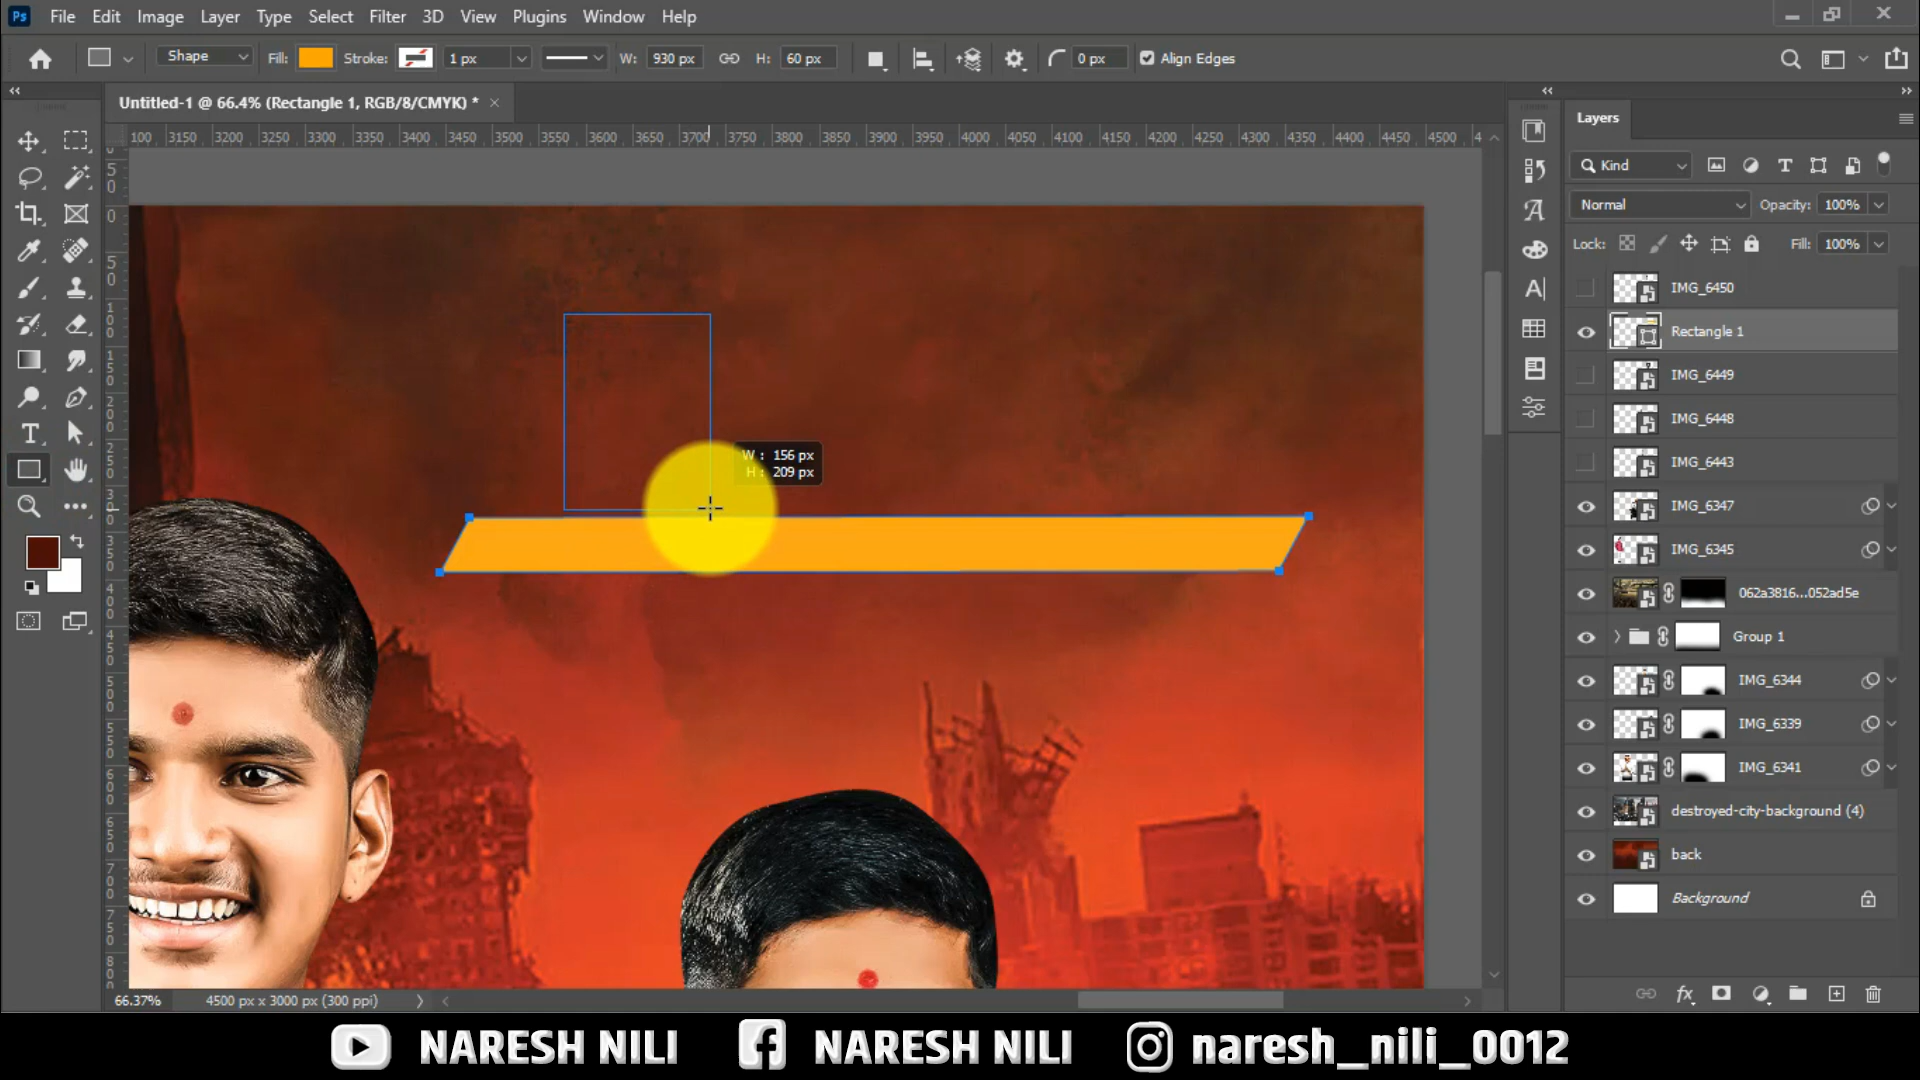 Ps File Edit Image Layer Type Select Filter 3D View Plugins Window Help
Shape Fill: Stroke: 1 px W: 930 px H: 60 px 0 px Align Edges
Untitled-1 @ 66.4% (Rectangle 1, RGB/8/CMYK) *
100 3150 3200 3250 3300 3350 3400 3450 3500 3550 3600 3650 3700 3750 3800 3850 3900 3950 4000 4050 4100 4150 4200 4250 4300 4350 4400 4450 4500 4
W : 156 px
H : 209 px
Layers
Kind
Normal Opacity: 100%
Lock: Fill: 100%
IMG_6450
Rectangle 1
IMG_6449
IMG_6448
IMG_6443
IMG_6347
IMG_6345
062a3816...052ad5e
Group 1
IMG_6344
IMG_6339
IMG_6341
destroyed-city-background (4)
back
Background
66.37% 4500 px x 3000 px (300 ppi)
NARESH NILI NARESH NILI naresh_nili_0012